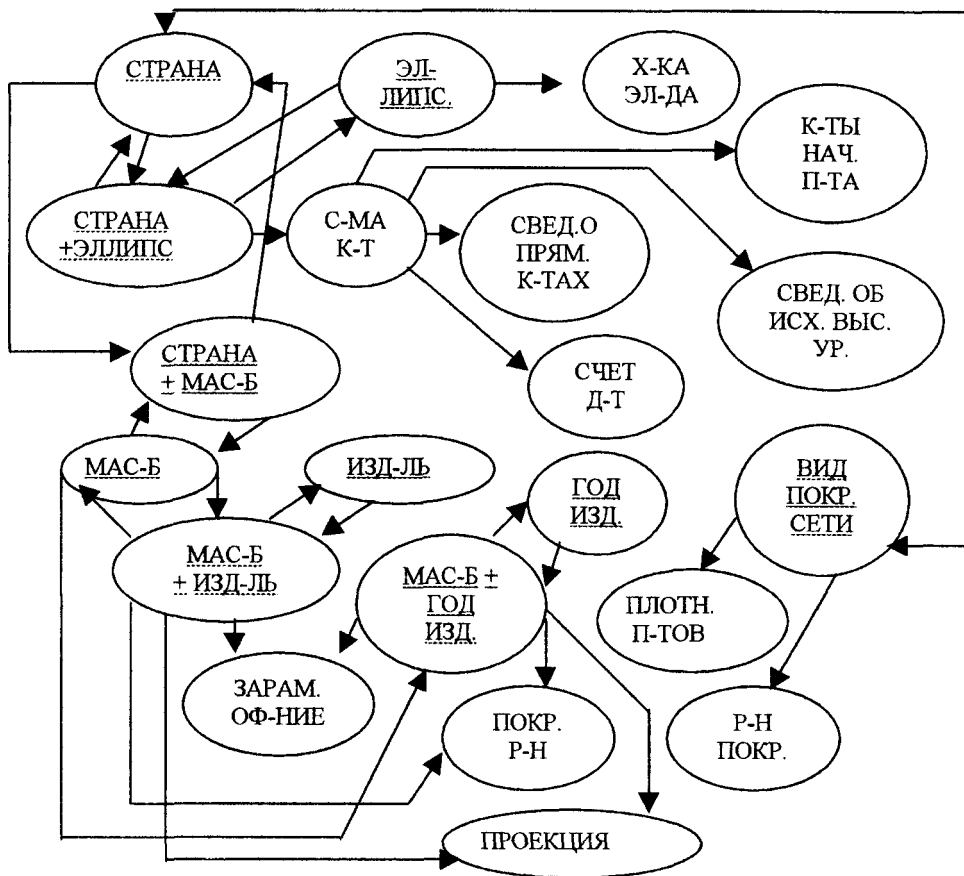 СТРАНА
ЭЛ-
ЛИПС.
Х-КА
ЭЛ-ДА
К-ТЫ
НАЧ.
П-ТА
СТРАНА
+ЭЛЛИПС
С-МА
К-Т
СВЕД.О
ПРЯМ.
К-ТАХ
СВЕД. ОБ
ИСХ. ВЫС.
УР.
СТРАНА
+ МАС-Б
СЧЕТ
Д-Т
МАС-Б
ИЗД-ЛЬ
ГОД
ИЗД.
ВИД
ПОКР.
СЕТИ
МАС-Б
+ ИЗД-ЛЬ
МАС-Б +
ГОД
ИЗД.
ПЛОТН.
П-ТОВ
ЗАРАМ.
ОФ-НИЕ
ПОКР.
Р-Н
Р-Н
ПОКР.
ПРОЕКЦИЯ